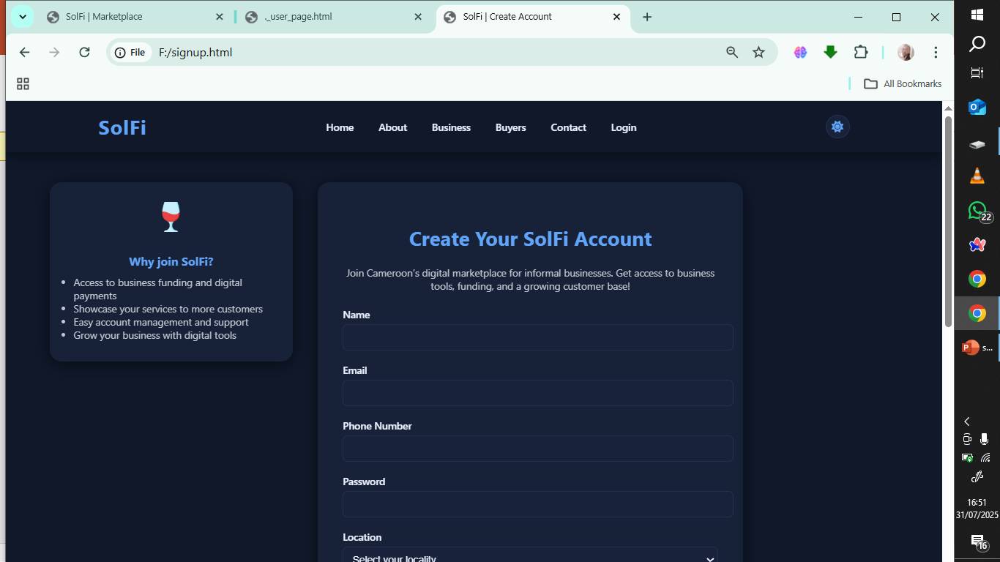 SolFi | Marketplace
._user_page.html
SolFi | Create Account
File
F:/signup.html
All Bookmarks
SolFi
Home
About
Business
Buyers
Contact
Login
Why join SolFi?
Access to business funding and digital
payments
Showcase your services to more customers
Easy account management and support
Grow your business with digital tools
Create Your SolFi Account
Join Cameroon’s digital marketplace for informal businesses. Get access to business
tools, funding, and a growing customer base!
Name
Email
Phone Number
Password
Location
Select your locality
22
s...
16:51
31/07/2025
16